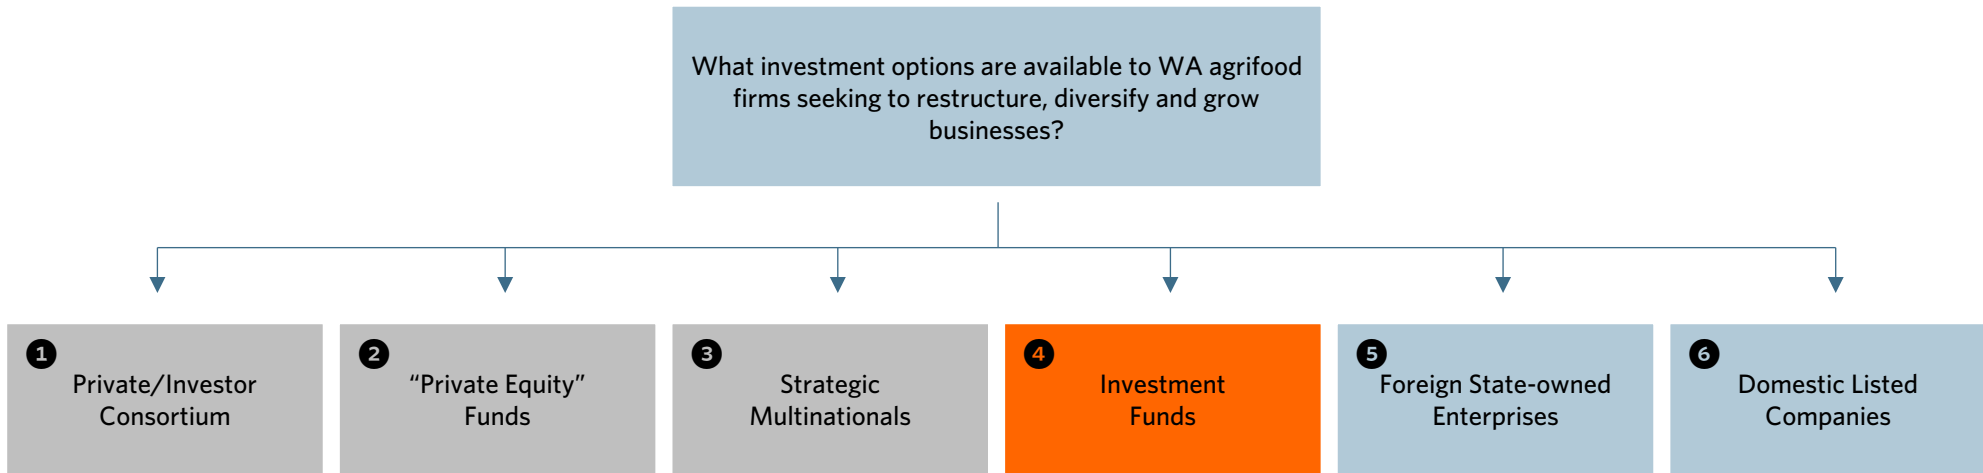 What investment options are available to WA agrifood
firms seeking to restructure, diversify and grow
businesses?
1
Private/Investor
Consortium
2
“Private Equity”
Funds
3
Strategic
Multinationals
4
Investment
Funds
5
Foreign State-owned
Enterprises
6
Domestic Listed
Companies